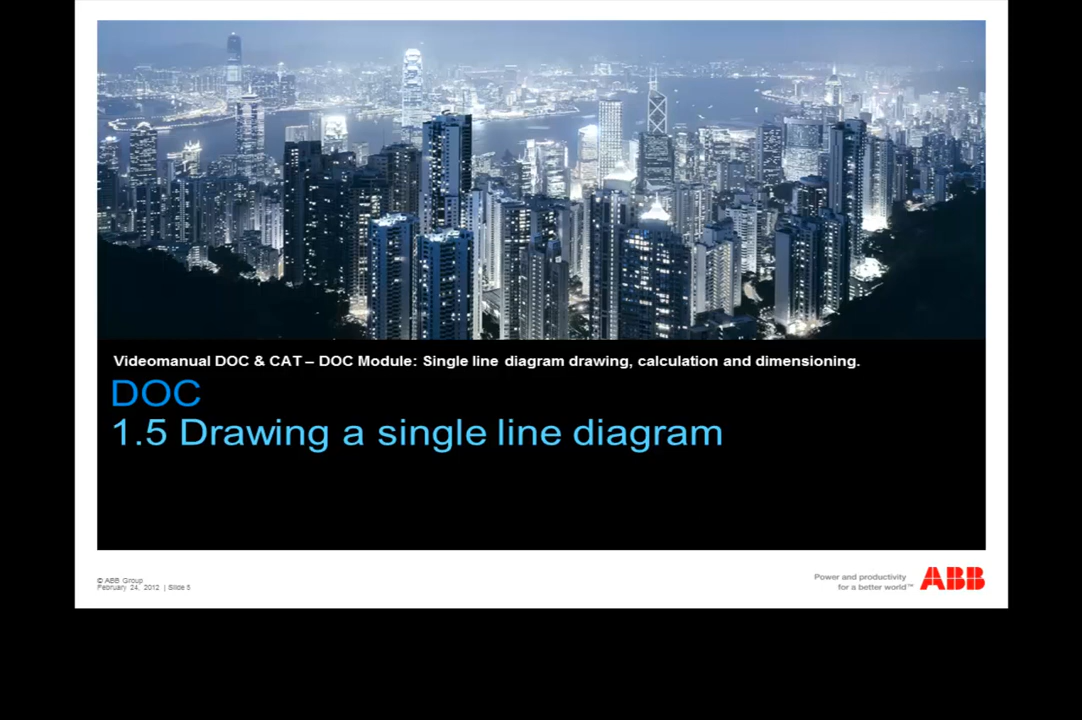 Videomanual DOC & CAT – DOC Module: Single line diagram drawing, calculation and dimensioning.
DOC
1.5 Drawing a single line diagram
© ABB Group
February 24, 2012 | Slide 5
Power and productivity
for a better world™
ABB